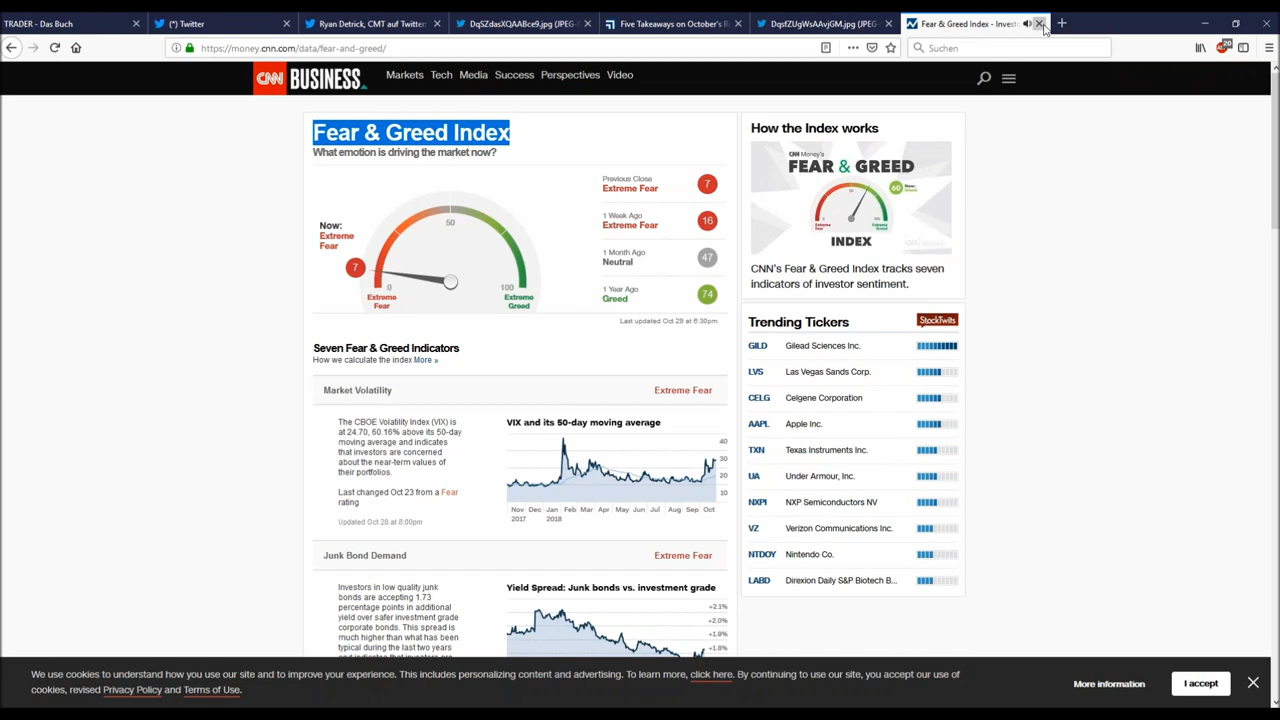 TRADER - Das Buch
(*) Twitter
Ryan Detrick, CMT auf Twitter:
DqSZdasXQAABce9.jpg (JPEG-
Five Takeaways on October's R
DqsfZUgWsAAvjGM.jpg (JPEG-
Fear & Greed Index - Investo
https://money.cnn.com/data/fear-and-greed/
Suchen
20
CNN BUSINESS
Markets Tech Media Success Perspectives Video
Fear & Greed Index
What emotion is driving the market now?
Now:
Extreme
Fear
7
0
50
100
Extreme
Fear
Extreme
Greed
Previous Close
Extreme Fear
7
1 Week Ago
Extreme Fear
16
1 Month Ago
Neutral
47
1 Year Ago
Greed
74
Last updated Oct 29 at 6:30pm
Seven Fear & Greed Indicators
How we calculate the index More »
Market Volatility
Extreme Fear
The CBOE Volatility Index (VIX) is
at 24.70, 60.16% above its 50-day
moving average and indicates
that investors are concerned
about the near-term values of
their portfolios.
Last changed Oct 23 from a Fear
rating
Updated Oct 28 at 8:00pm
VIX and its 50-day moving average
40
30
20
10
Nov Dec Jan Feb Mar Apr May Jun Jul Aug Sep Oct
2017 2018
Junk Bond Demand
Extreme Fear
Investors in low quality junk
bonds are accepting 1.73
percentage points in additional
yield over safer investment grade
corporate bonds. This spread is
much higher than what has been
typical during the last two years
and indicates that investors are
Yield Spread: Junk bonds vs. investment grade
+2.1%
+2.0%
+1.9%
+1.8%
How the Index works
CNNMoney's
FEAR & GREED
Now:
Greed
60
INDEX
CNN's Fear & Greed Index tracks seven
indicators of investor sentiment.
Trending Tickers
StockTwits
GILD Gilead Sciences Inc.
LVS Las Vegas Sands Corp.
CELG Celgene Corporation
AAPL Apple Inc.
TXN Texas Instruments Inc.
UA Under Armour, Inc.
NXPI NXP Semiconductors NV
VZ Verizon Communications Inc.
NTDOY Nintendo Co.
LABD Direxion Daily S&P Biotech B...
We use cookies to understand how you use our site and to improve your experience. This includes personalizing content and advertising. To learn more, click here. By continuing to use our site, you accept our use of
cookies, revised Privacy Policy and Terms of Use.
More information
I accept